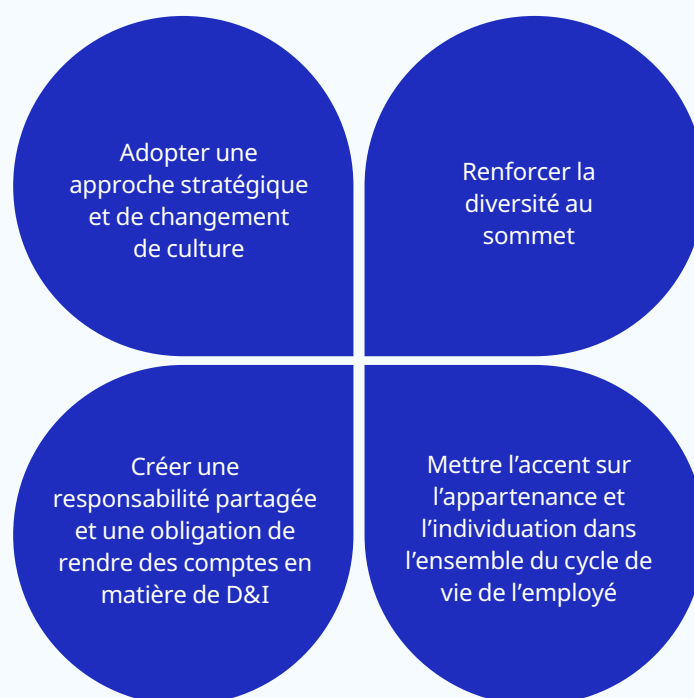 Adopter une
approche stratégique
et de changement
de culture
Renforcer la
diversité au
sommet
Créer une
responsabilité partagée
et une obligation de
rendre des comptes en
matière de D&I
Mettre l’accent sur
l’appartenance et
l’individuation dans
l’ensemble du cycle de
vie de l’employé